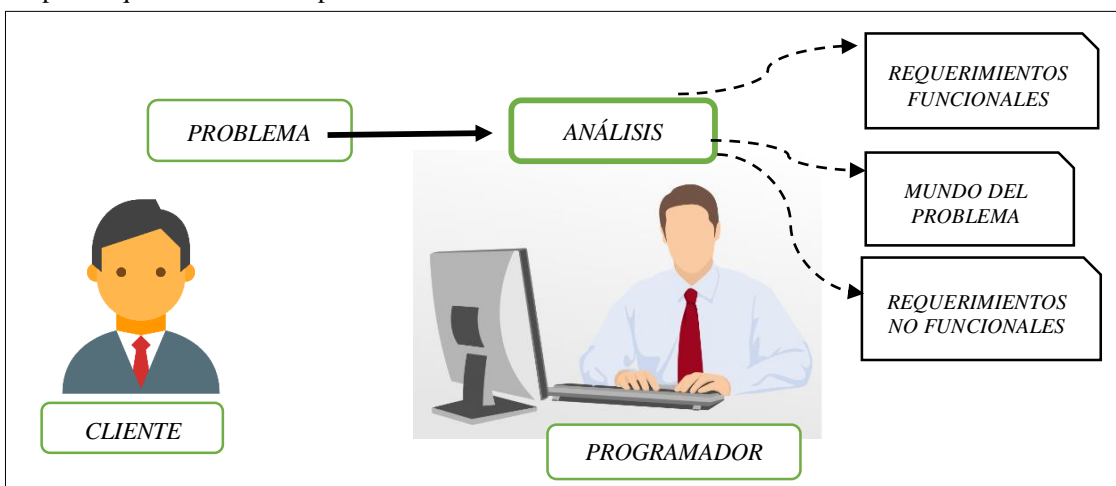 PROBLEMA
ANÁLISIS
REQUERIMIENTOS
FUNCIONALES
MUNDO DEL
PROBLEMA
REQUERIMIENTOS
NO FUNCIONALES
CLIENTE
PROGRAMADOR